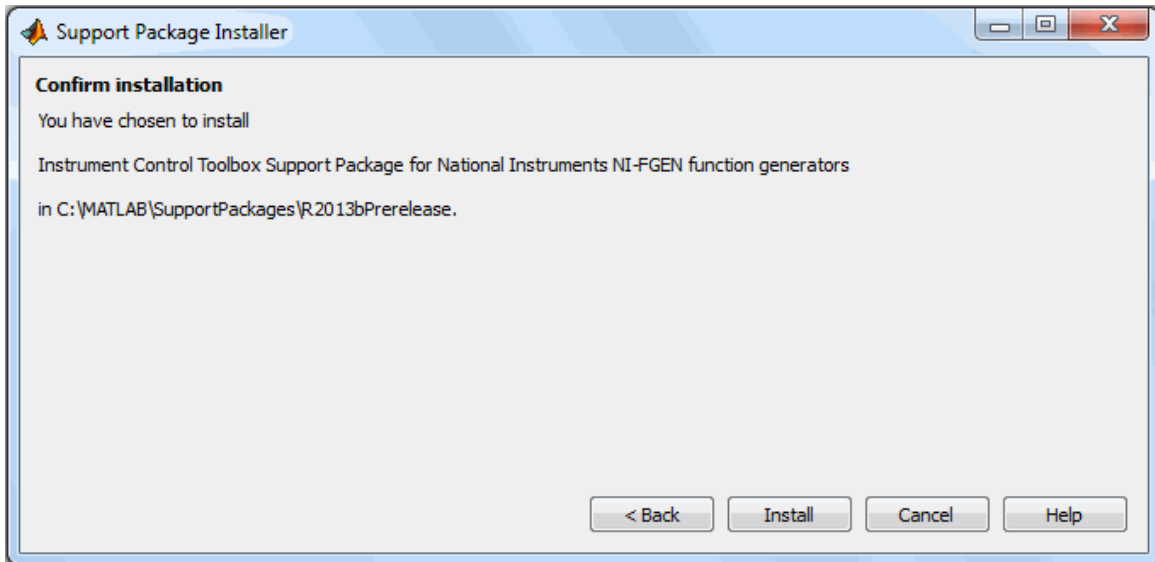 Support Package Installer
Confirm installation
You have chosen to install
Instrument Control Toolbox Support Package for National Instruments NI-FGEN function generators
in C:\MATLAB\SupportPackages\R2013bPrerelease.
< Back Install Cancel Help